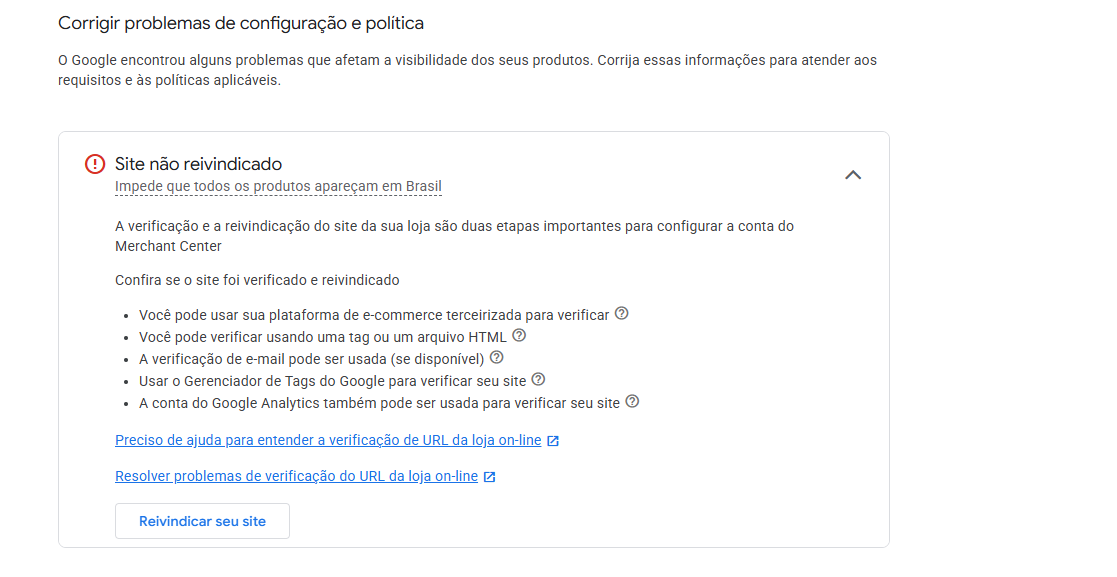 Corrigir problemas de configuração e política
O Google encontrou alguns problemas que afetam a visibilidade dos seus produtos. Corrija essas informações para atender aos
requisitos e às políticas aplicáveis.
Site não reivindicado
Impede que todos os produtos apareçam em Brasil
A verificação e a reivindicação do site da sua loja são duas etapas importantes para configurar a conta do
Merchant Center
Confira se o site foi verificado e reivindicado
• Você pode usar sua plataforma de e-commerce terceirizada para verificar
• Você pode verificar usando uma tag ou um arquivo HTML
• A verificação de e-mail pode ser usada (se disponível)
• Usar o Gerenciador de Tags do Google para verificar seu site
• A conta do Google Analytics também pode ser usada para verificar seu site
Preciso de ajuda para entender a verificação de URL da loja on-line
Resolver problemas de verificação do URL da loja on-line
Reivindicar seu site